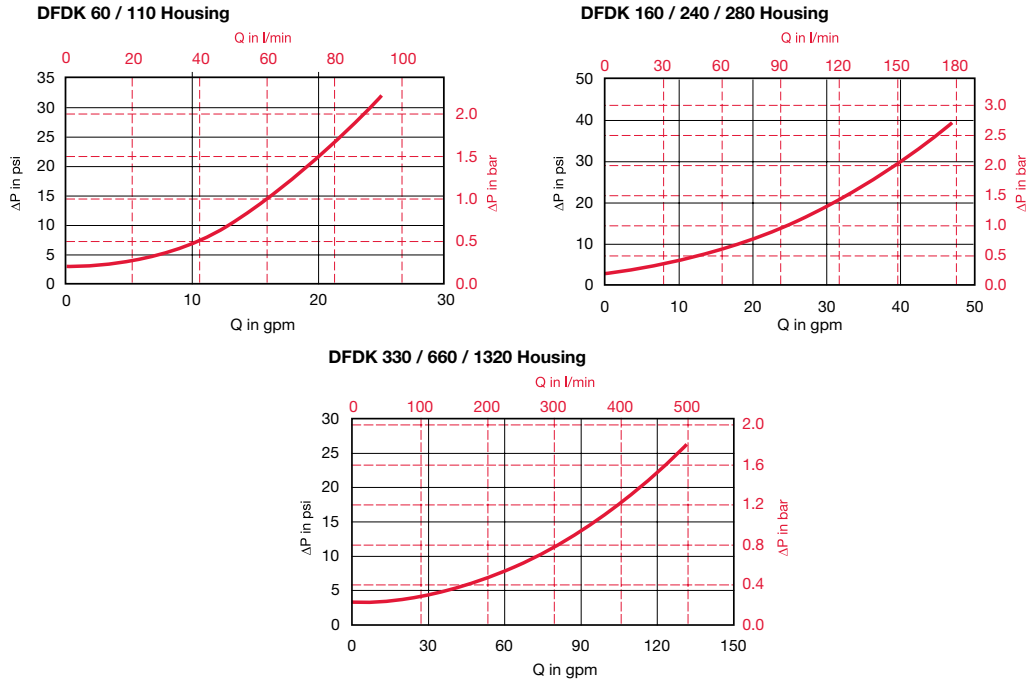 DFDK 60 / 110 Housing
Q in l/min
0 20 40 60 80 100
35
30
25
20
15
10
5
0
ΔP in psi
2.0
1.5
1.0
0.5
0.0
ΔP in bar
0 10 20 30
Q in gpm
DFDK 160 / 240 / 280 Housing
Q in l/min
0 30 60 90 120 150 180
50
40
30
20
10
0
ΔP in psi
3.0
2.5
2.0
1.5
1.0
0.5
0.0
ΔP in bar
0 10 20 30 40 50
Q in gpm
DFDK 330 / 660 / 1320 Housing
Q in l/min
0 100 200 300 400 500
30
25
20
15
10
5
0
ΔP in psi
2.0
1.6
1.2
0.8
0.4
0.0
ΔP in bar
0 30 60 90 120 150
Q in gpm